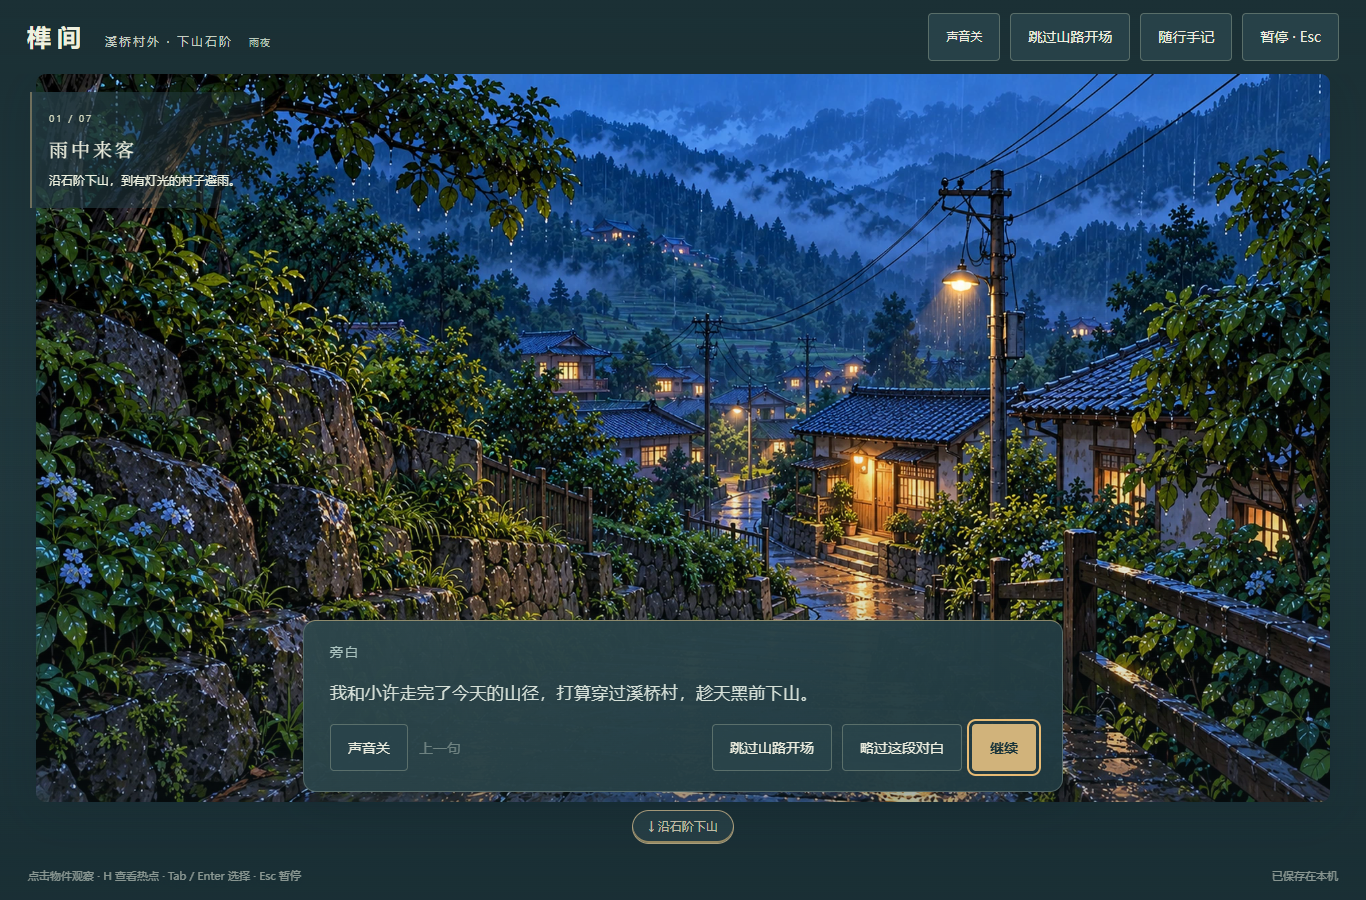 榫间
溪桥村外 · 下山石阶 雨夜
声音关 跳过山路开场 随行手记 暂停 · Esc
01 / 07
雨中来客
沿石阶下山，到有灯光的村子避雨。
旁白
我和小许走完了今天的山径，打算穿过溪桥村，趁天黑前下山。
声音关 上一句 跳过山路开场 略过这段对白 继续
↓ 沿石阶下山
点击物件观察 · H 查看热点 · Tab / Enter 选择 · Esc 暂停
已保存在本机